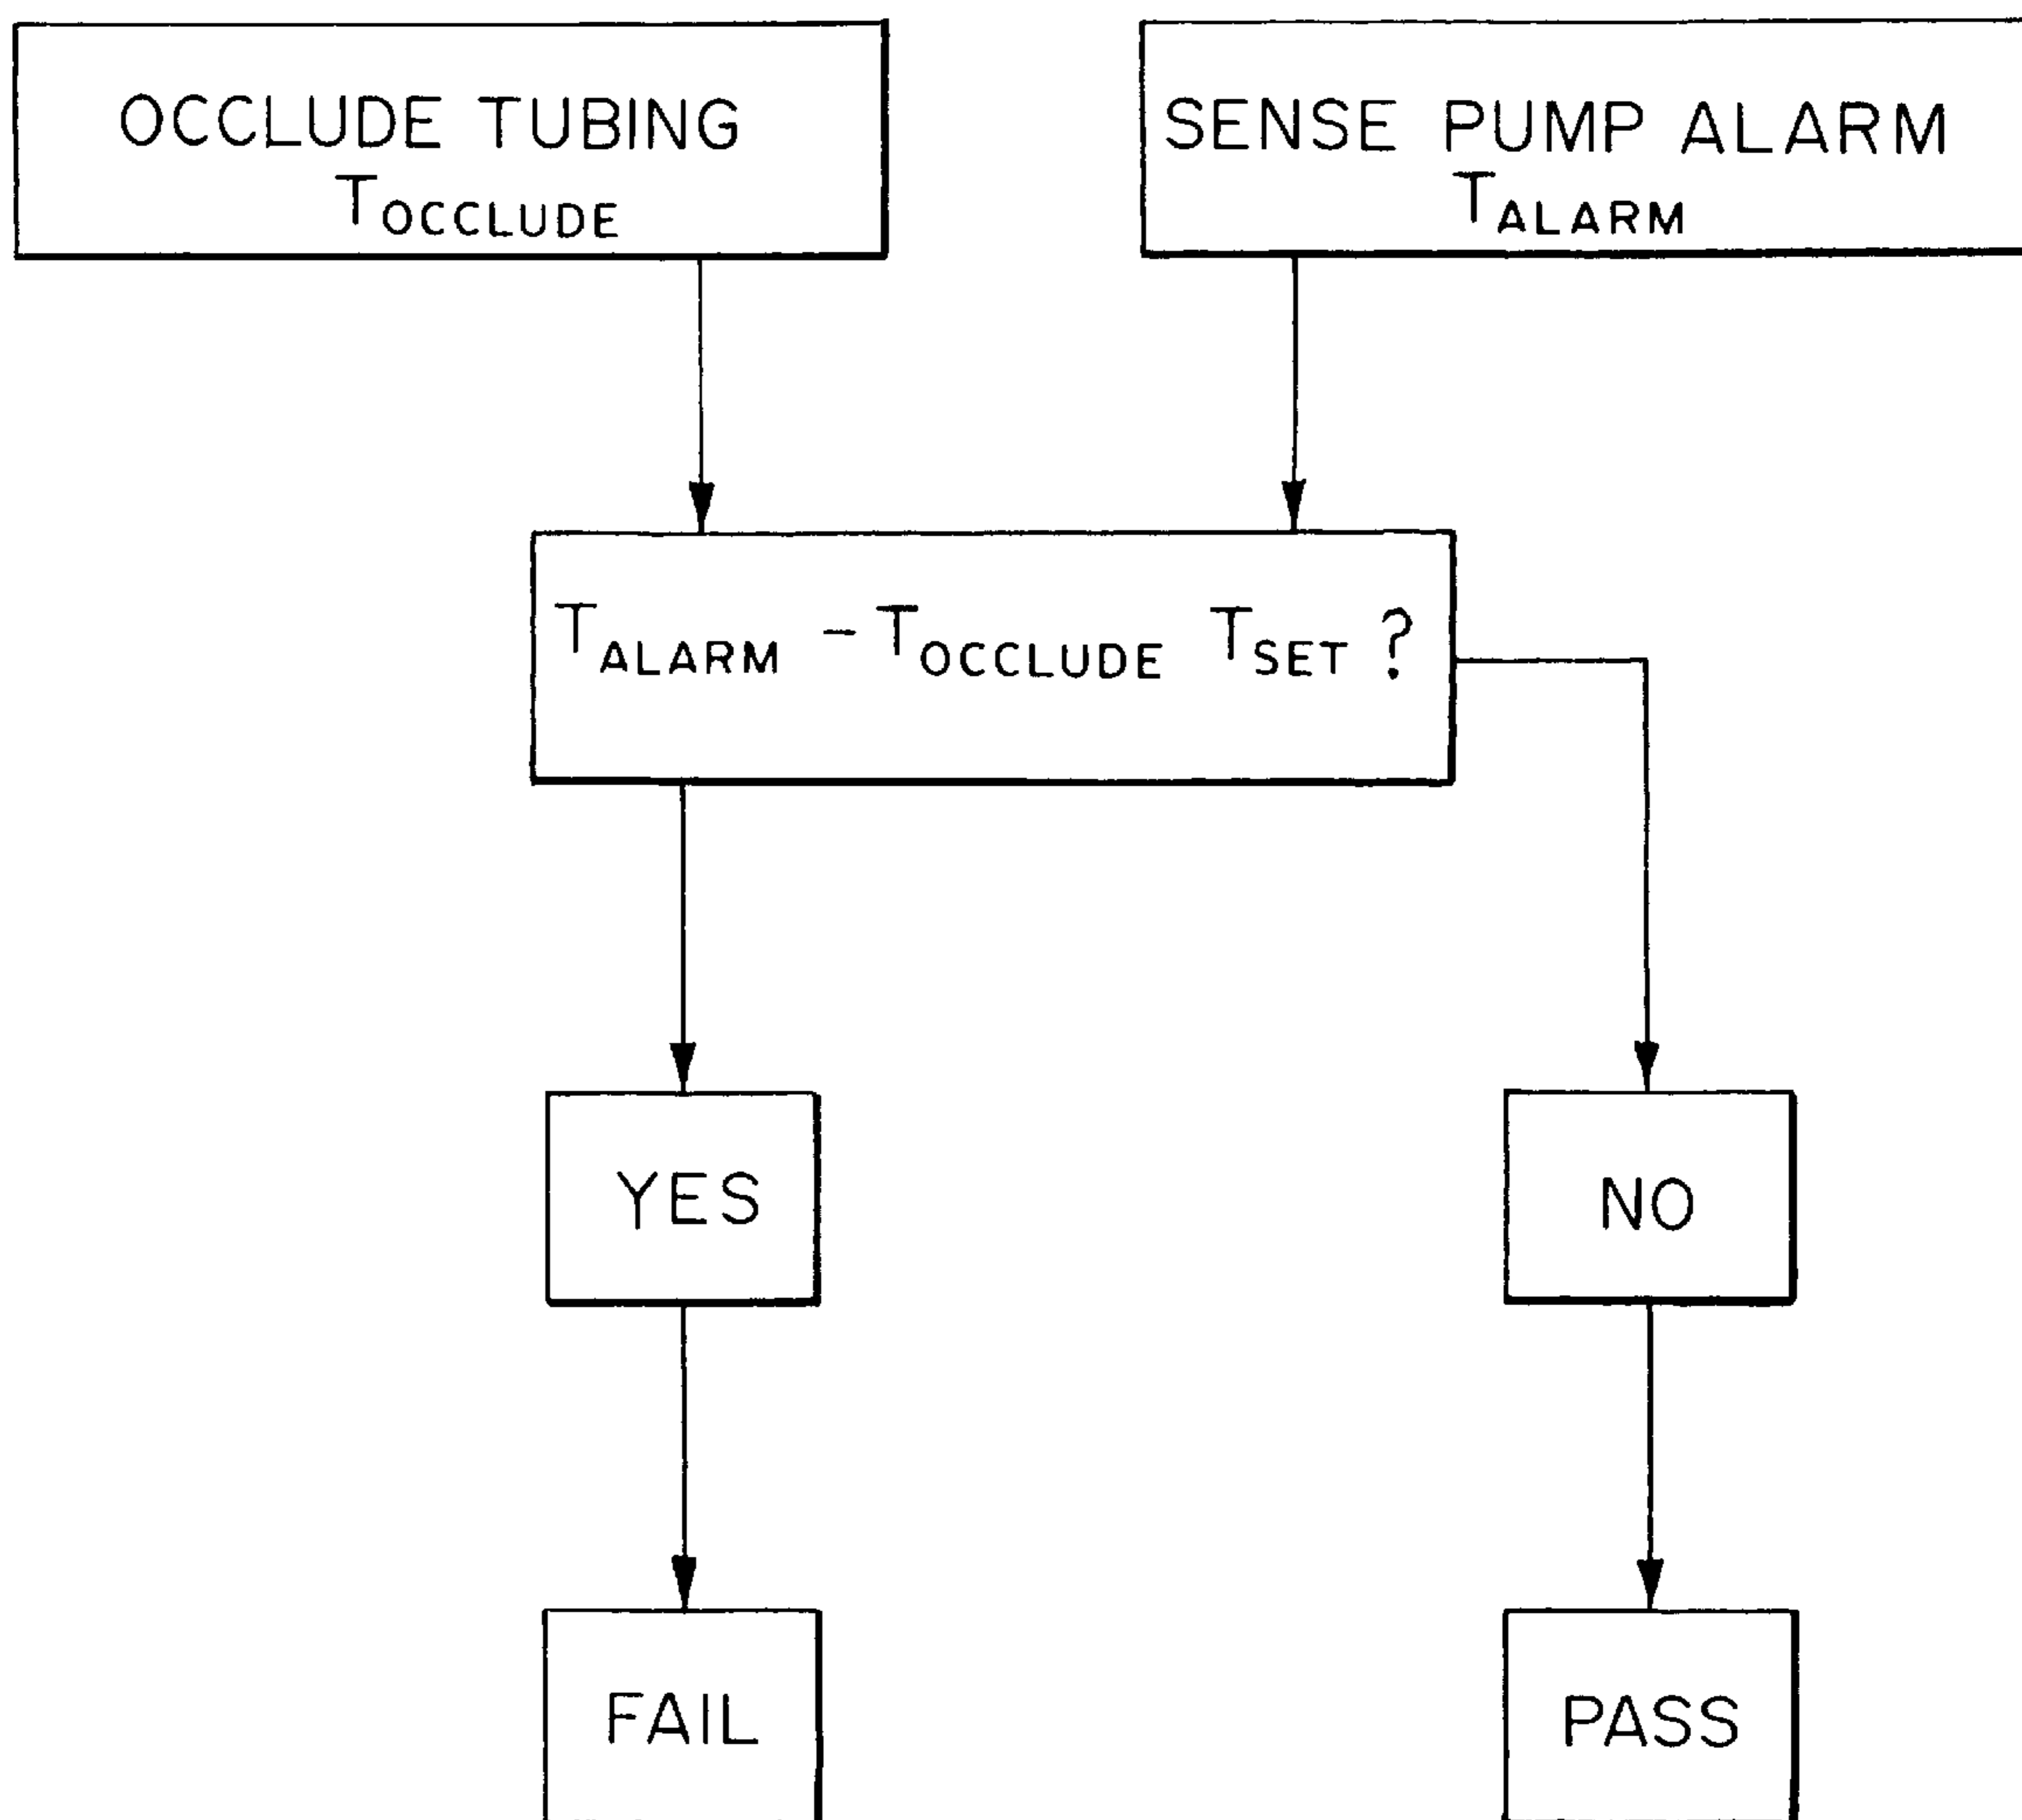 OCCLUDE TUBING
TOCCLUDE
SENSE PUMP ALARM
TALARM
TALARM - TOCCLUDE TSET ?
YES
NO
FAIL
PASS